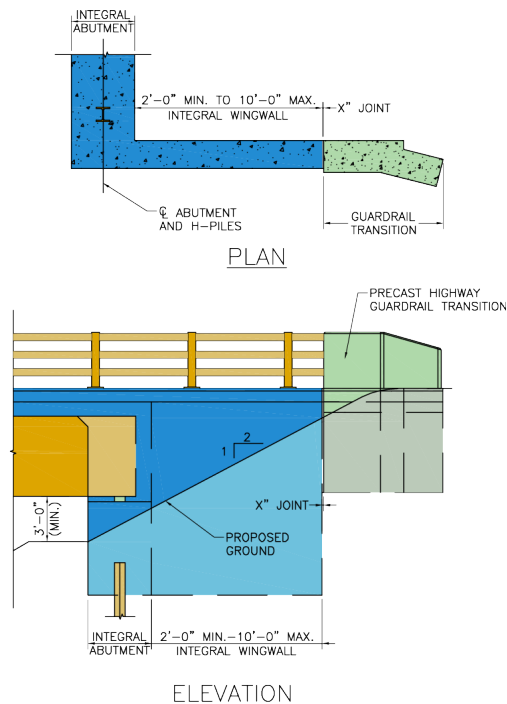 INTEGRAL
ABUTMENT
2'-0" MIN. TO 10'-0" MAX.
INTEGRAL WINGWALL
X" JOINT
℄ ABUTMENT
AND H-PILES
GUARDRAIL
TRANSITION
PLAN
PRECAST HIGHWAY
GUARDRAIL TRANSITION
2
1
3'-0"
(MIN.)
X" JOINT
PROPOSED
GROUND
INTEGRAL
ABUTMENT
2'-0" MIN.-10'-0" MAX.
INTEGRAL WINGWALL
ELEVATION